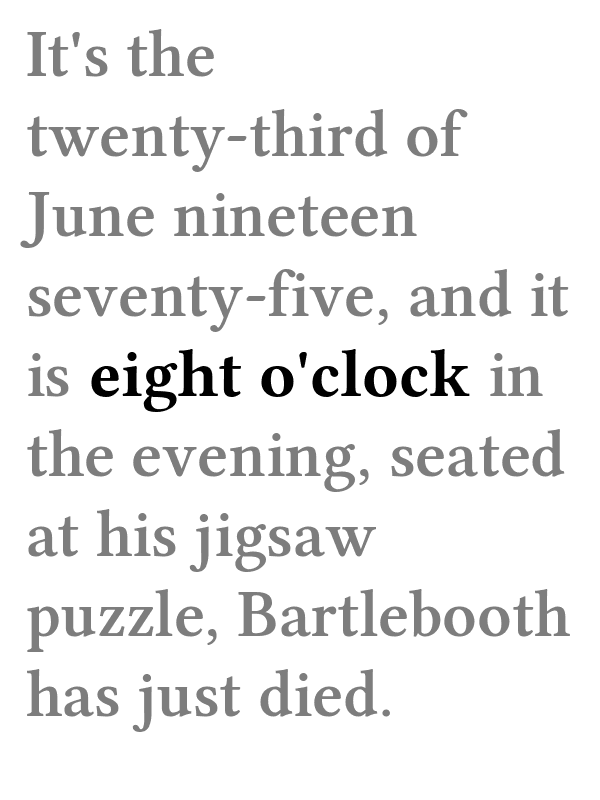 It's the
twenty-third of
June nineteen
seventy-five, and it
is eight o'clock in
the evening, seated
at his jigsaw
puzzle, Bartlebooth
has just died.